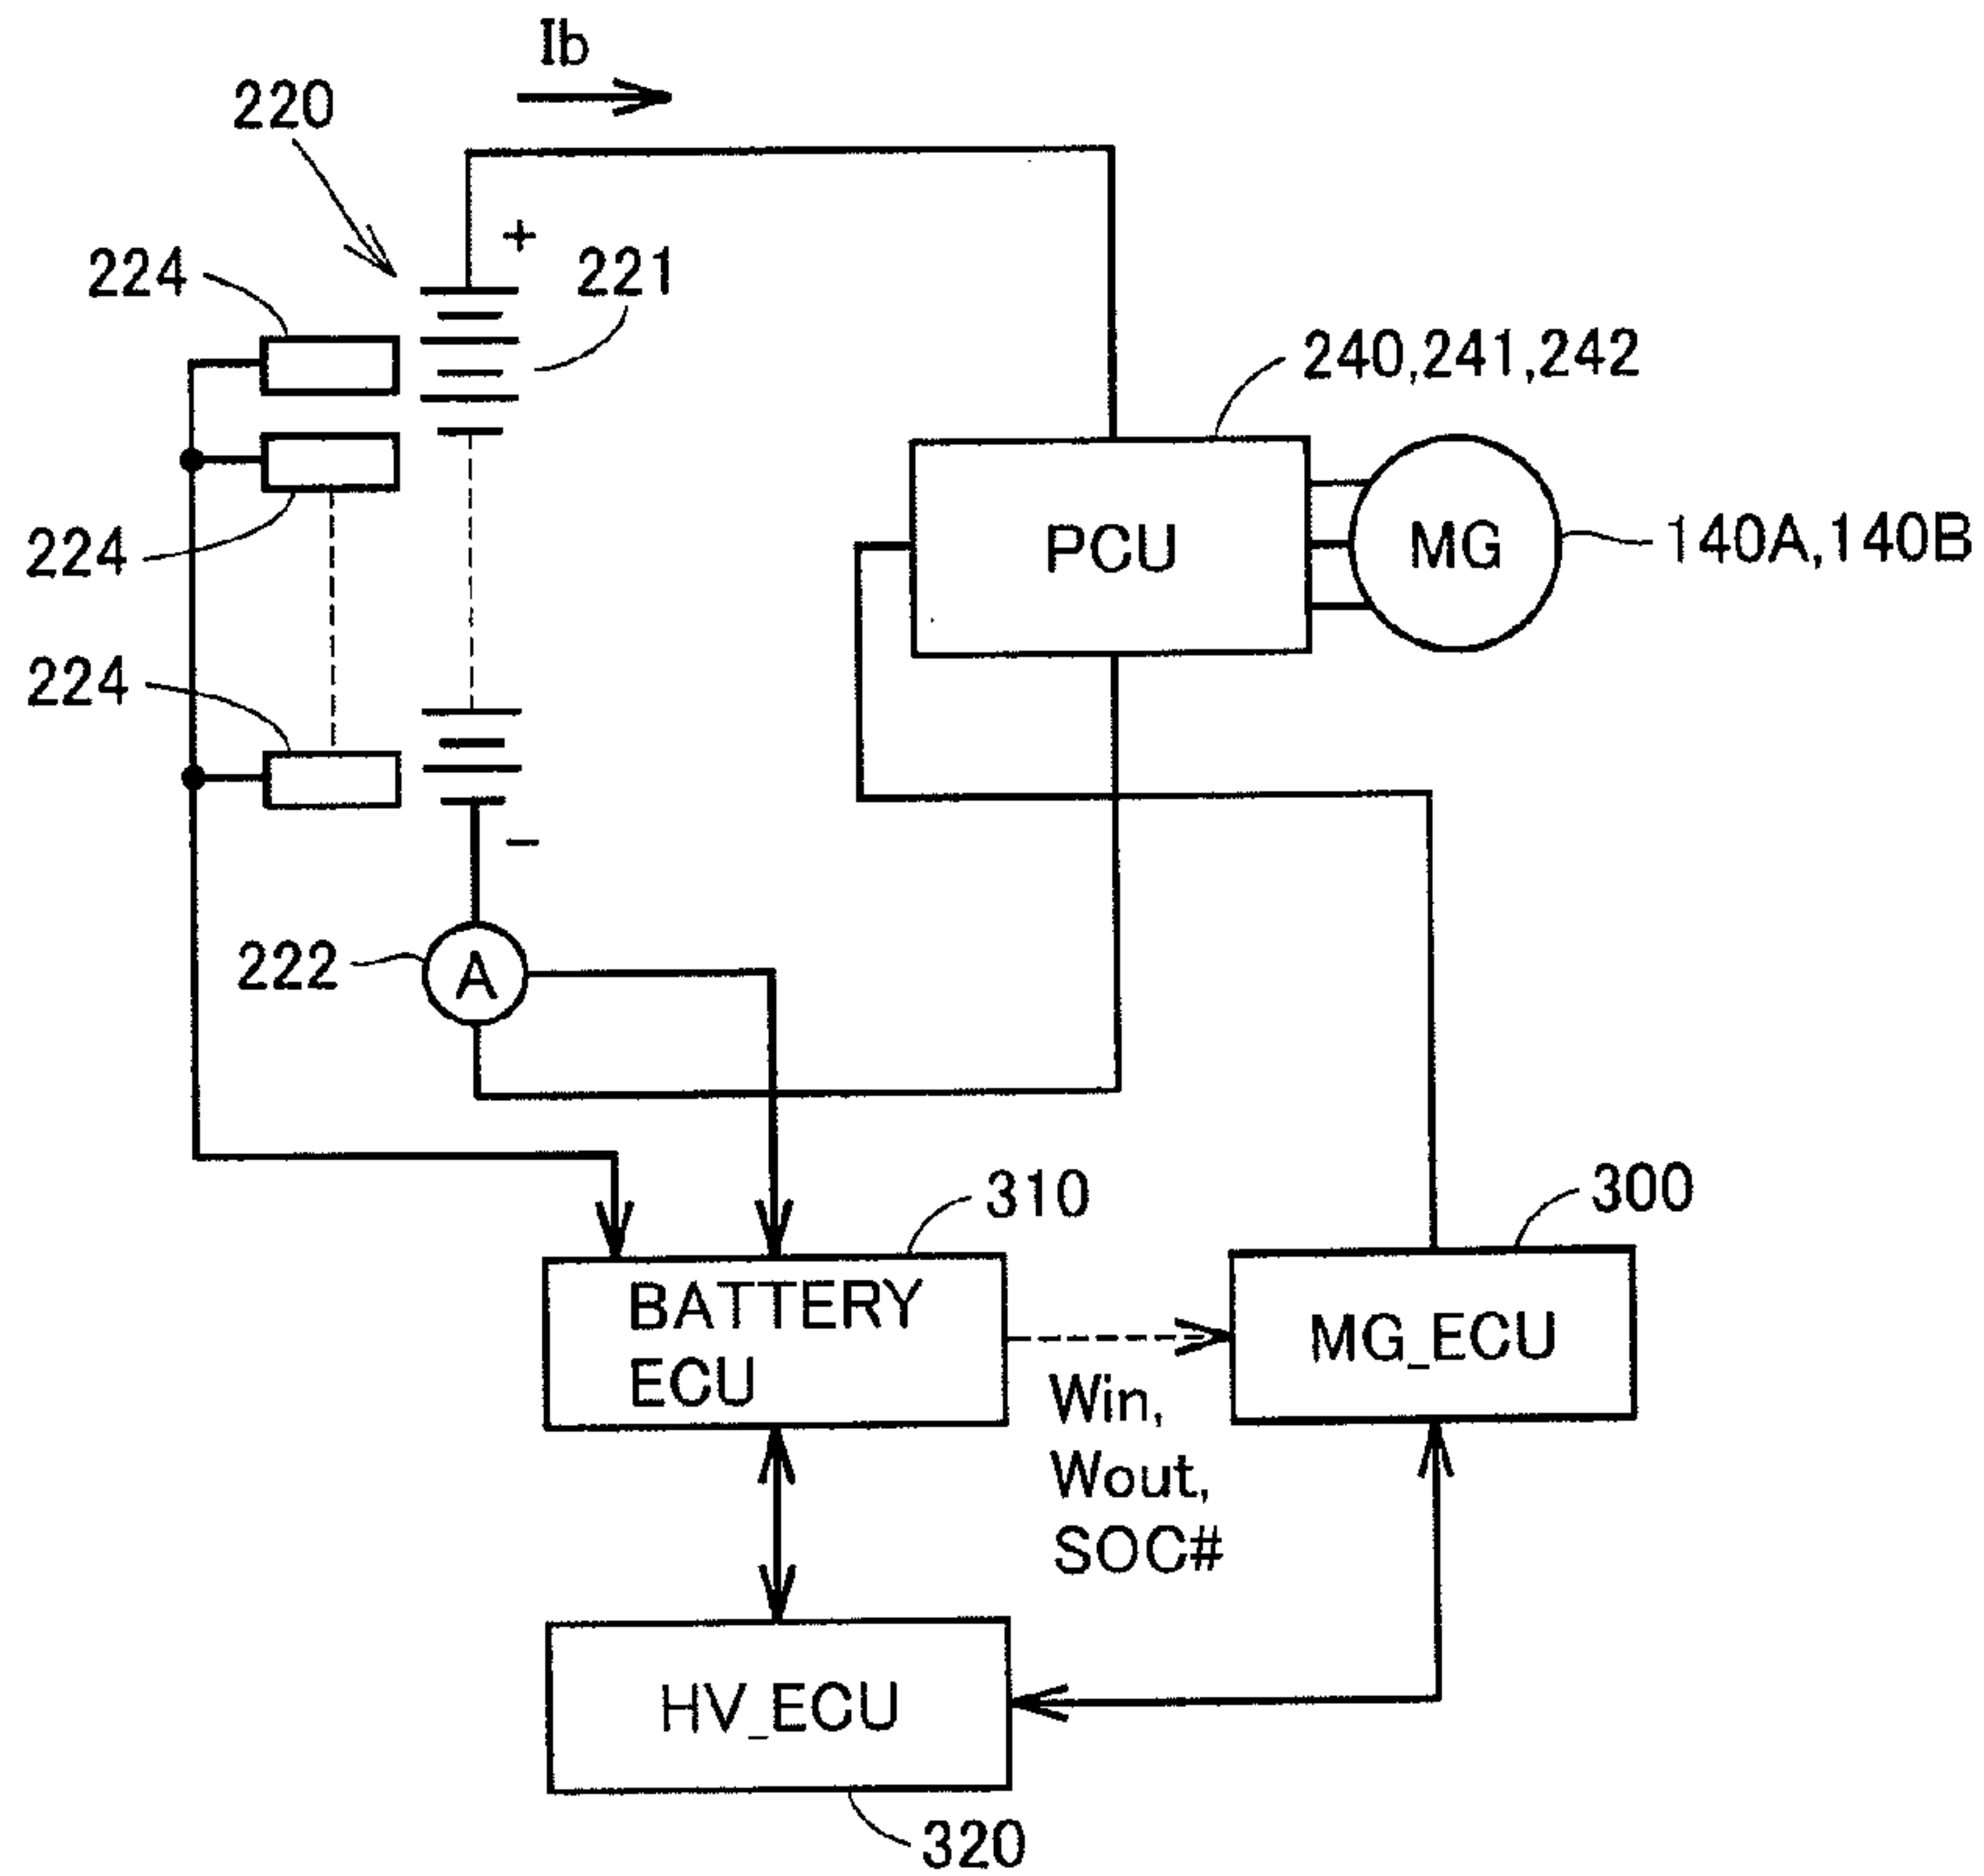 Ib
220
+
224
221
240,241,242
PCU
MG
140A,140B
224
224
−
222
A
310
300
BATTERY
ECU
MG_ECU
Win,
Wout,
SOC#
HV_ECU
320